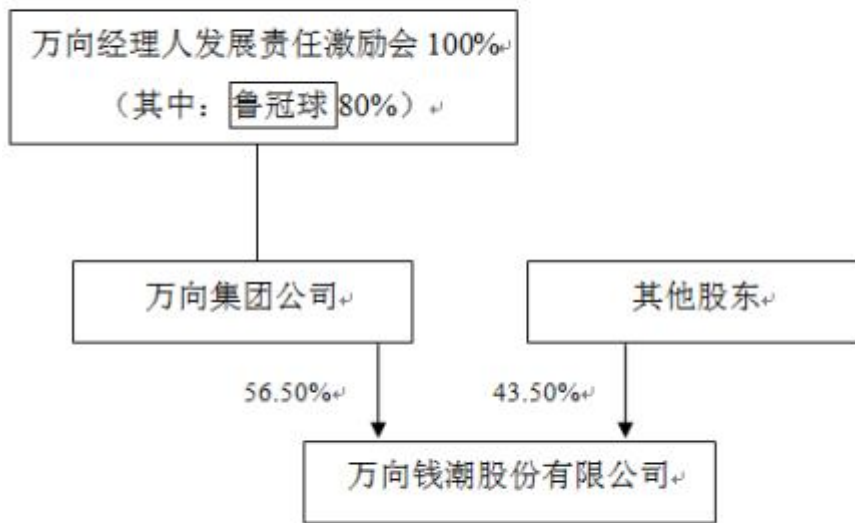 万向经理人发展责任激励会 100%
（其中：鲁冠球 80%）
万向集团公司
其他股东
56.50%
43.50%
万向钱潮股份有限公司